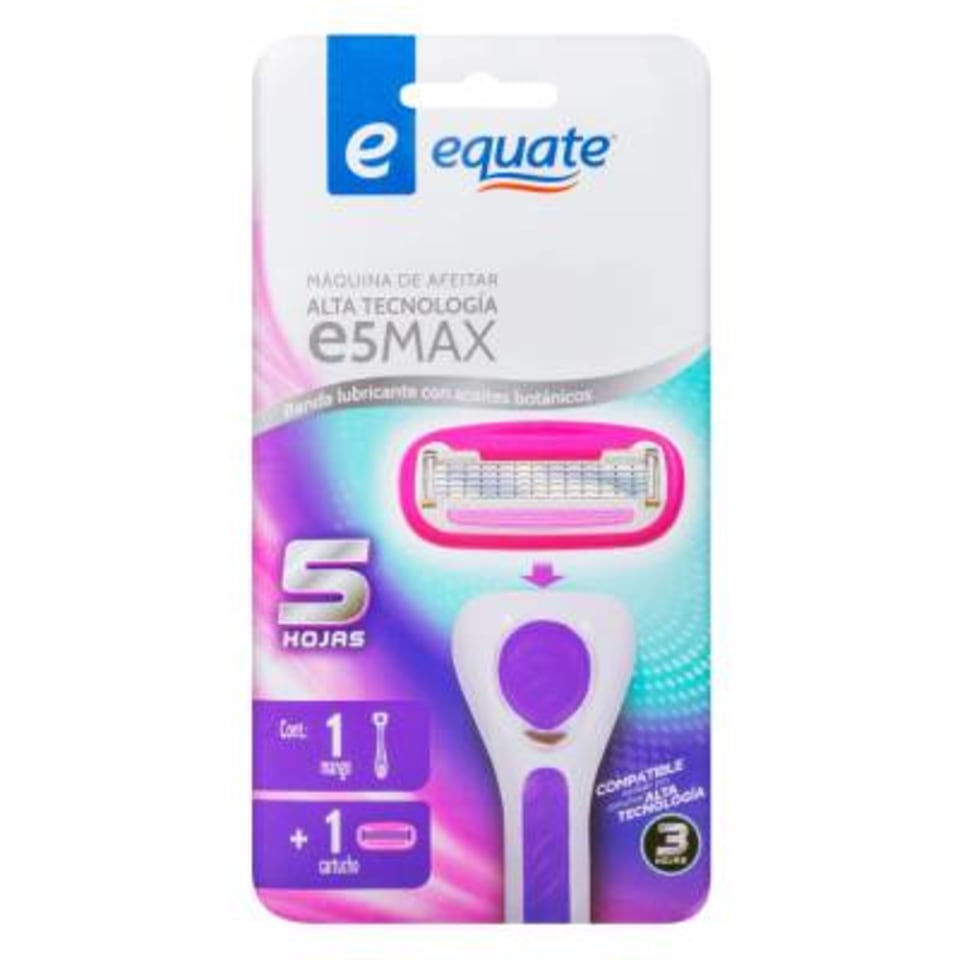 e equate
MÁQUINA DE AFEITAR
ALTA TECNOLOGÍA
e5MAX
Banda lubricante con aceites botánicos
5
HOJAS
Cont: 1
mango
+ 1
cartucho
COMPATIBLE
ALTA
TECNOLOGÍA
3
HOJAS